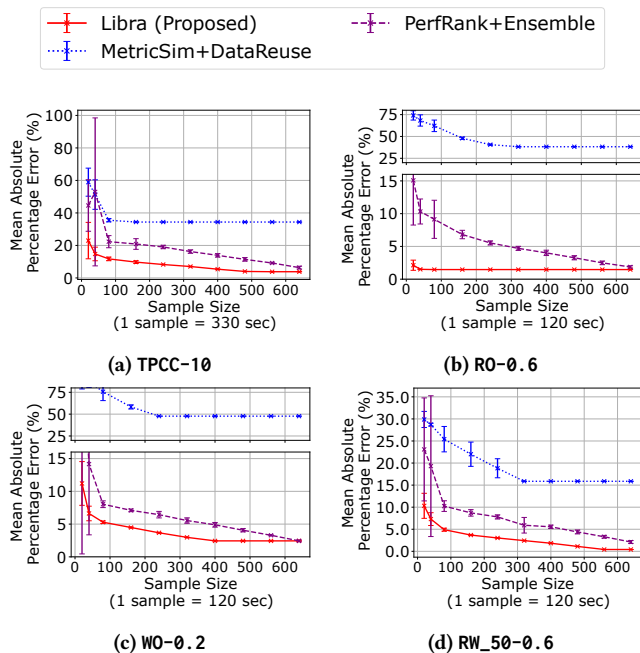 Libra (Proposed)
MetricSim+DataReuse
PerfRank+Ensemble
Mean Absolute
Percentage Error (%)
100
80
60
40
20
0
0 100 200 300 400 500 600
Sample Size
(1 sample = 330 sec)
(a) TPCC-10
Mean Absolute
Percentage Error (%)
75
50
25
15
10
5
0
0 100 200 300 400 500 600
Sample Size
(1 sample = 120 sec)
(b) RO-0.6
Mean Absolute
Percentage Error (%)
75
50
25
15
10
5
0
0 100 200 300 400 500 600
Sample Size
(1 sample = 120 sec)
(c) WO-0.2
Mean Absolute
Percentage Error (%)
35.0
30.0
25.0
20.0
15.0
10.0
5.0
0.0
0 100 200 300 400 500 600
Sample Size
(1 sample = 120 sec)
(d) RW_50-0.6